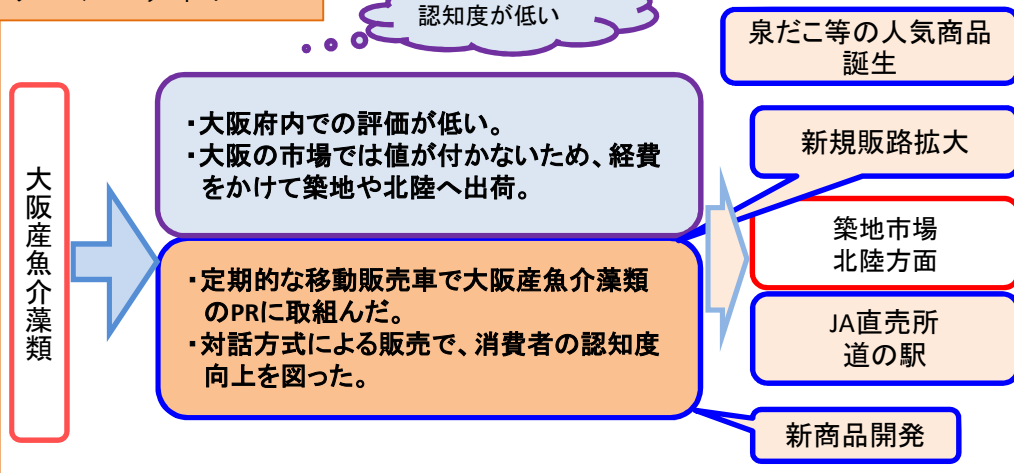 認知度が低い
泉だこ等の人気商品
誕生
大阪産魚介藻類
・大阪府内での評価が低い。
・大阪の市場では値が付かないため、経費
をかけて築地や北陸へ出荷。
・定期的な移動販売車で大阪産魚介藻類
のPRに取組んだ。
・対話方式による販売で、消費者の認知度
向上を図った。
新規販路拡大
築地市場
北陸方面
JA直売所
道の駅
新商品開発